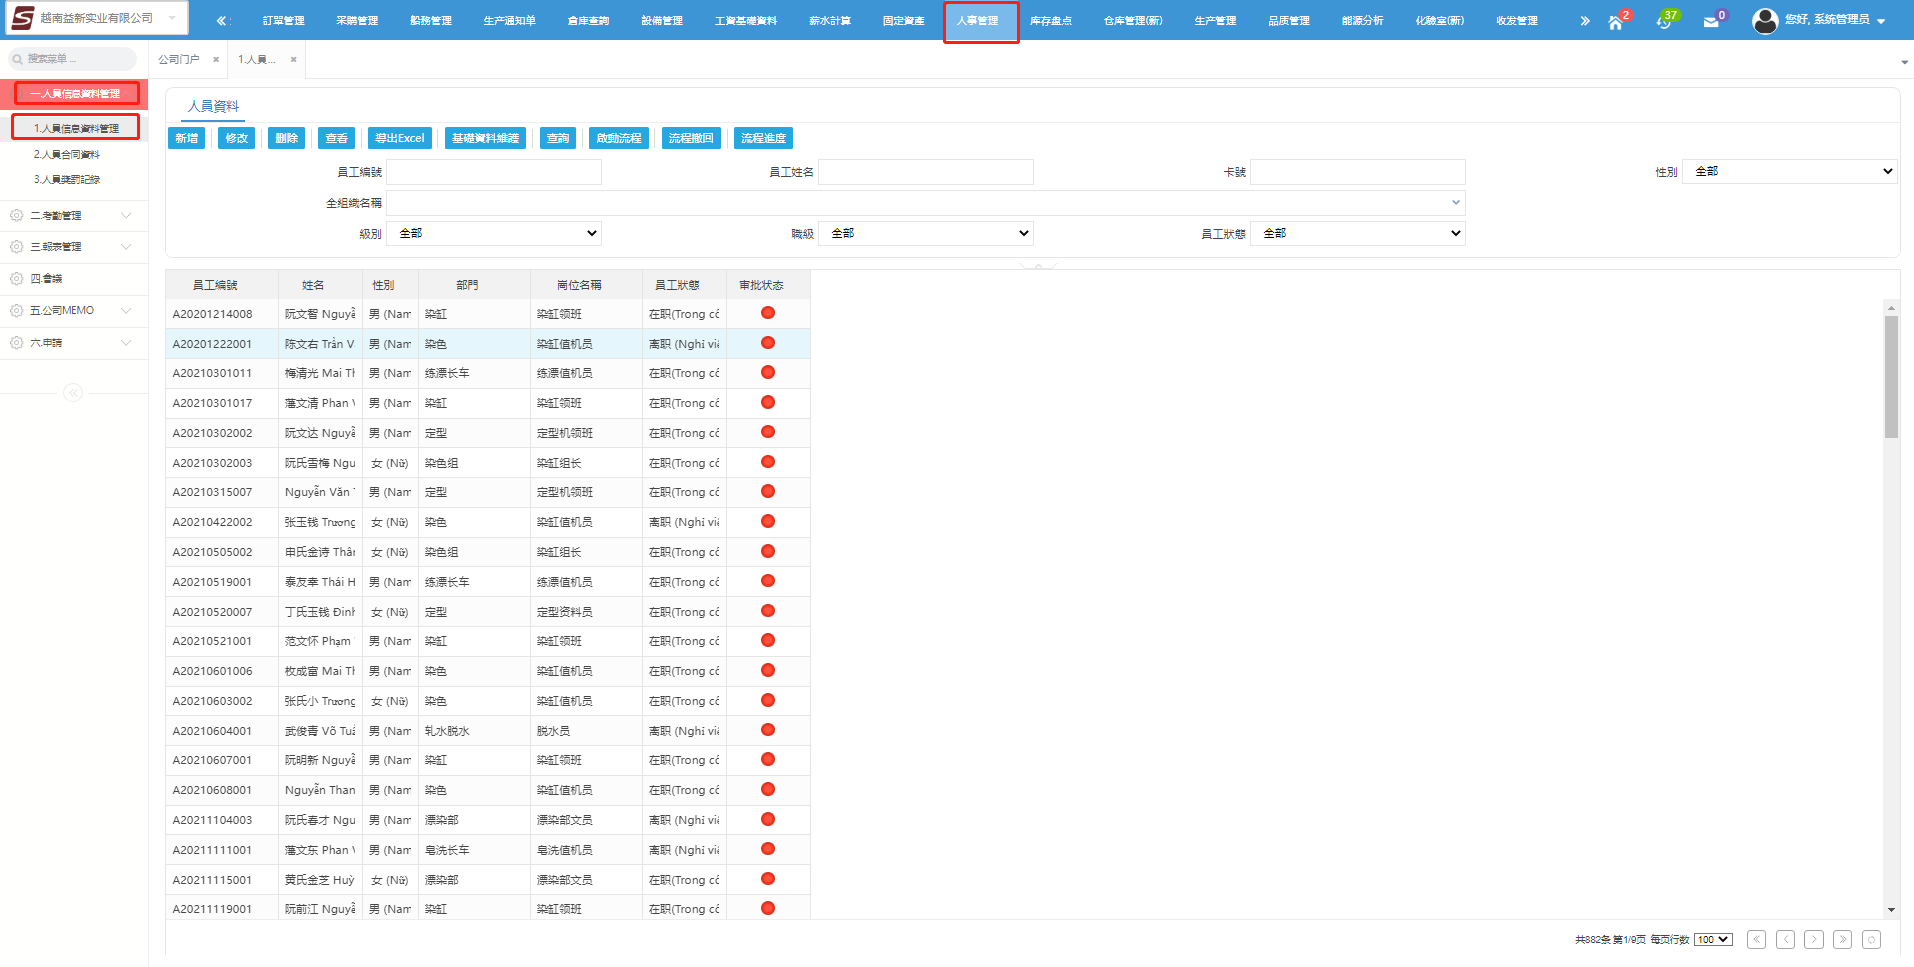 越南益新实业有限公司
訂單管理 采購管理 船務管理 生产通知单 倉庫查詢 設備管理 工資基礎資料 薪水計算 固定資產 人事管理 库存盘点 仓库管理(新) 生产管理 品质管理 能源分析 化驗室(新) 收发管理 2 37 0 您好, 系统管理员
搜索菜单 ...
公司门户 1.人員...
一.人員信息資料管理
1.人員信息資料管理
2.人員合同資料
3.人員獎罰記錄
二.考勤管理
三.報表管理
四.會議
五.公司MEMO
六.申請
人員資料
新增 修改 删除 查看 導出Excel 基礎資料維護 查詢 啟動流程 流程撤回 流程進度
員工編號 員工姓名 卡號 性別 全部
全組織名稱
級別 全部 職級 全部 員工狀態 全部
員工編號 姓名 性別 部門 崗位名稱 員工狀態 审批状态
A20201214008 阮文智 Nguyễ 男 (Nam 染缸 染缸领班 在职(Trong cô
A20201222001 陈文右 Trần V 男 (Nam 染色 染缸值机员 离职 (Nghỉ việ
A20210301011 梅清光 Mai Th 男 (Nam 练漂长车 练漂值机员 在职(Trong cô
A20210301017 藩文清 Phan V 男 (Nam 染缸 染缸领班 在职(Trong cô
A20210302002 阮文达 Nguyễ 男 (Nam 定型 定型机领班 在职(Trong cô
A20210302003 阮氏雪梅 Ngu 女 (Nữ) 染色组 染缸组长 在职(Trong cô
A20210315007 Nguyễn Văn T 男 (Nam 定型 定型机领班 在职(Trong cô
A20210422002 张玉钱 Trương 女 (Nữ) 染色 染缸值机员 离职 (Nghỉ việ
A20210505002 申氏金诗 Thân 女 (Nữ) 染色组 染缸组长 在职(Trong cô
A20210519001 泰友幸 Thái H 男 (Nam 练漂长车 练漂值机员 在职(Trong cô
A20210520007 丁氏玉钱 Đinh 女 (Nữ) 定型 定型资料员 在职(Trong cô
A20210521001 范文怀 Phạm 男 (Nam 染缸 染缸领班 在职(Trong cô
A20210601006 枚成富 Mai Th 男 (Nam 染色 染缸值机员 在职(Trong cô
A20210603002 张氏小 Trương 女 (Nữ) 染色 染缸值机员 在职(Trong cô
A20210604001 武俊青 Võ Tuấ 男 (Nam 轧水脱水 脱水员 离职 (Nghỉ việ
A20210607001 阮明新 Nguyễ 男 (Nam 染缸 染缸领班 在职(Trong cô
A20210608001 Nguyễn Than 男 (Nam 染色 染缸值机员 在职(Trong cô
A20211104003 阮氏春才 Ngu 男 (Nam 漂染部 漂染部文员 离职 (Nghỉ việ
A20211111001 藩文东 Phan V 男 (Nam 皂洗长车 皂洗值机员 离职 (Nghỉ việ
A20211115001 黄氏金芝 Huỳ 女 (Nữ) 漂染部 漂染部文员 在职(Trong cô
A20211119001 阮前江 Nguyễ 男 (Nam 染缸 染缸领班 在职(Trong cô
共882条 第1/9页 每页行数 100